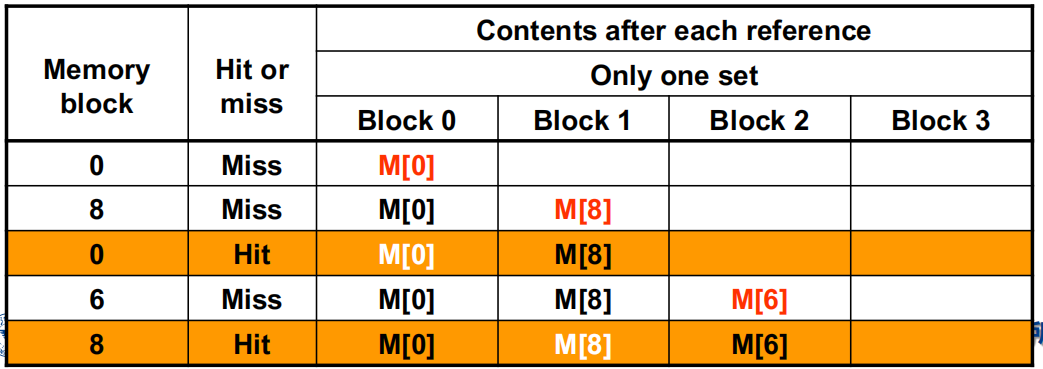 Memory block
Hit or miss
Contents after each reference
Only one set
Block 0 Block 1 Block 2 Block 3
0 Miss M[0]
8 Miss M[0] M[8]
0 Hit M[0] M[8]
6 Miss M[0] M[8] M[6]
8 Hit M[0] M[8] M[6]